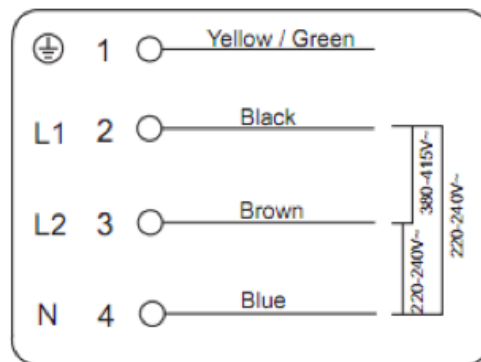 1 Yellow / Green
L1 2 Black
L2 3 Brown
N 4 Blue
380-415V~
220-240V~
220-240V~